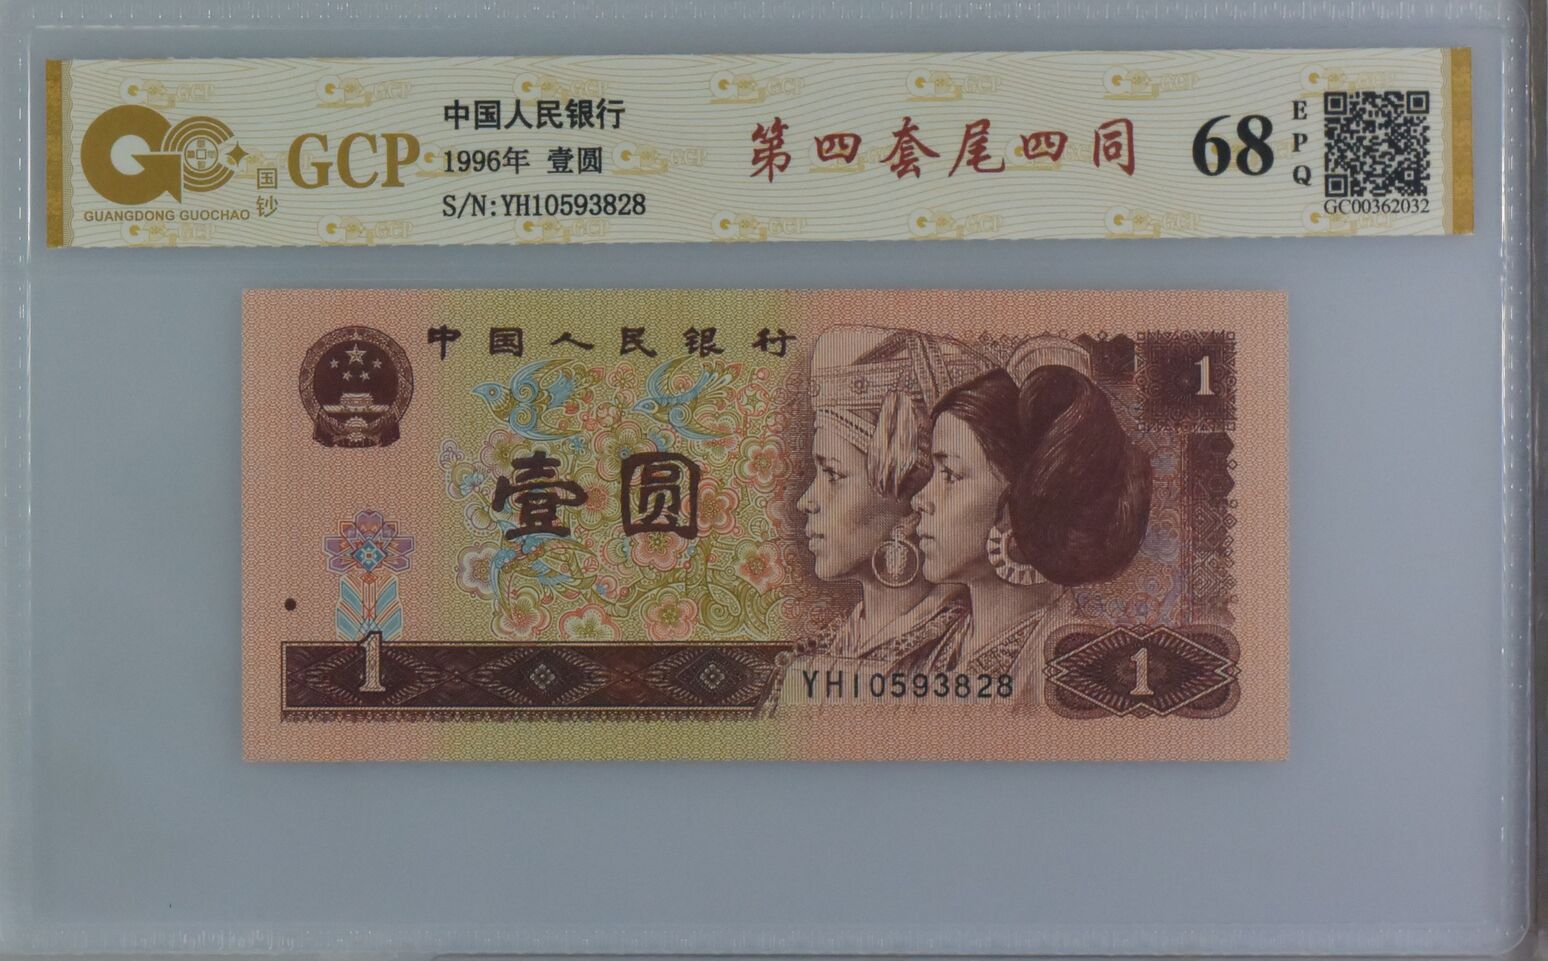 GCP
国钞
GUANGDONG GUOCHAO
中国人民银行
1996年 壹圆
S/N:YH10593828
第四套尾四同
68
EPQ
GC00362032
中国人民银行
1
壹圆
1
YH10593828
1